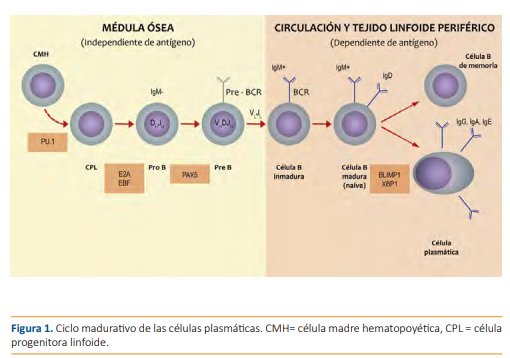 MÉDULA ÓSEA
(Independiente de antígeno)
CIRCULACIÓN Y TEJIDO LINFOIDE PERIFÉRICO
(Dependiente de antígeno)
CMH
PU.1
CPL
E2A
EBF
IgM-
DHJH
Pro B
PAX5
Pre - BCR
VHDJH
Pre B
VLJL
IgM+
BCR
Célula B
inmadura
IgM+
IgD
Célula B
madura
(naïve)
BLIMP1
XBP1
Célula B
de memoria
IgG, IgA, IgE
Célula
plasmática
Figura 1. Ciclo madurativo de las células plasmáticas. CMH= célula madre hematopoyética, CPL = célula
progenitora linfoide.